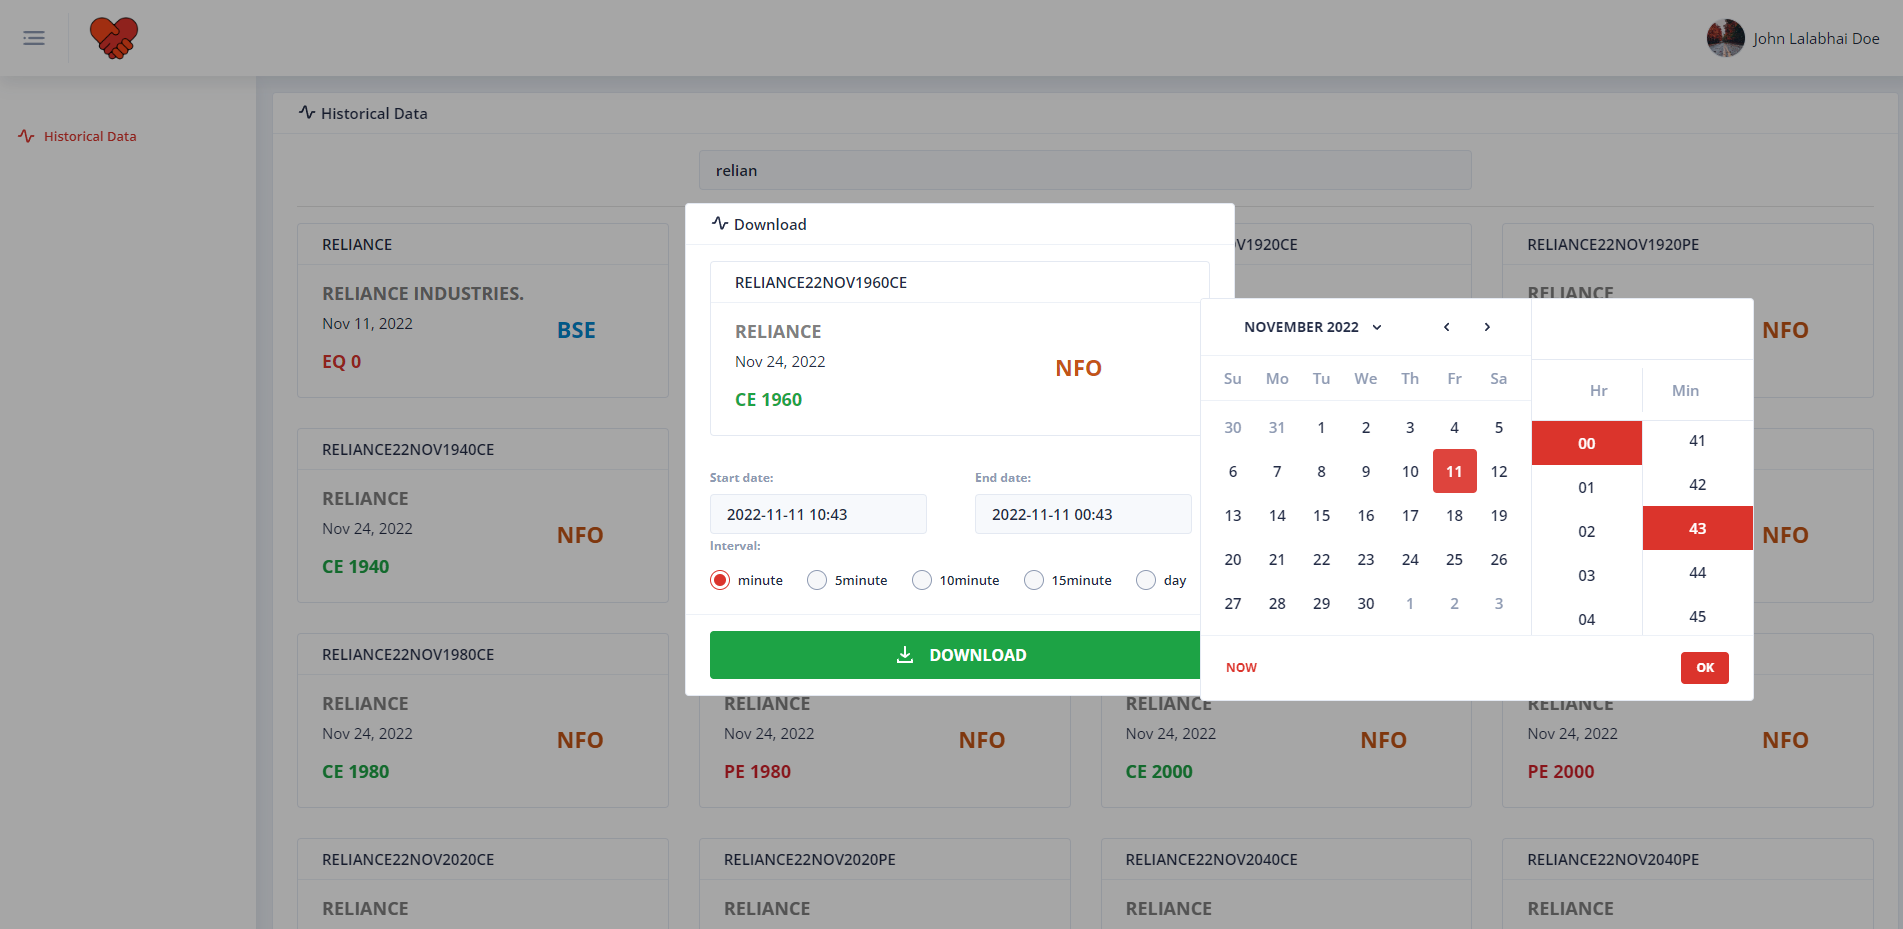 John Lalabhai Doe
Historical Data
Historical Data
relian
RELIANCE
RELIANCE INDUSTRIES.
Nov 11, 2022
BSE
EQ 0
V1920CE
RELIANCE22NOV1920PE
RELIANCE
NFO
RELIANCE22NOV1940CE
RELIANCE
Nov 24, 2022
NFO
CE 1940
NFO
Download
RELIANCE22NOV1960CE
RELIANCE
Nov 24, 2022
NFO
CE 1960
Start date:
End date:
2022-11-11 10:43
2022-11-11 00:43
Interval:
minute
5minute
10minute
15minute
day
DOWNLOAD
NOVEMBER 2022
Su Mo Tu We Th Fr Sa
30 31 1 2 3 4 5
6 7 8 9 10 11 12
13 14 15 16 17 18 19
20 21 22 23 24 25 26
27 28 29 30 1 2 3
Hr
Min
00
01
02
03
04
41
42
43
44
45
NOW
OK
RELIANCE22NOV1980CE
RELIANCE
Nov 24, 2022
NFO
CE 1980
RELIANCE
Nov 24, 2022
NFO
PE 1980
RELIANCE
Nov 24, 2022
NFO
CE 2000
RELIANCE
Nov 24, 2022
NFO
PE 2000
RELIANCE22NOV2020CE
RELIANCE
RELIANCE22NOV2020PE
RELIANCE
RELIANCE22NOV2040CE
RELIANCE
RELIANCE22NOV2040PE
RELIANCE